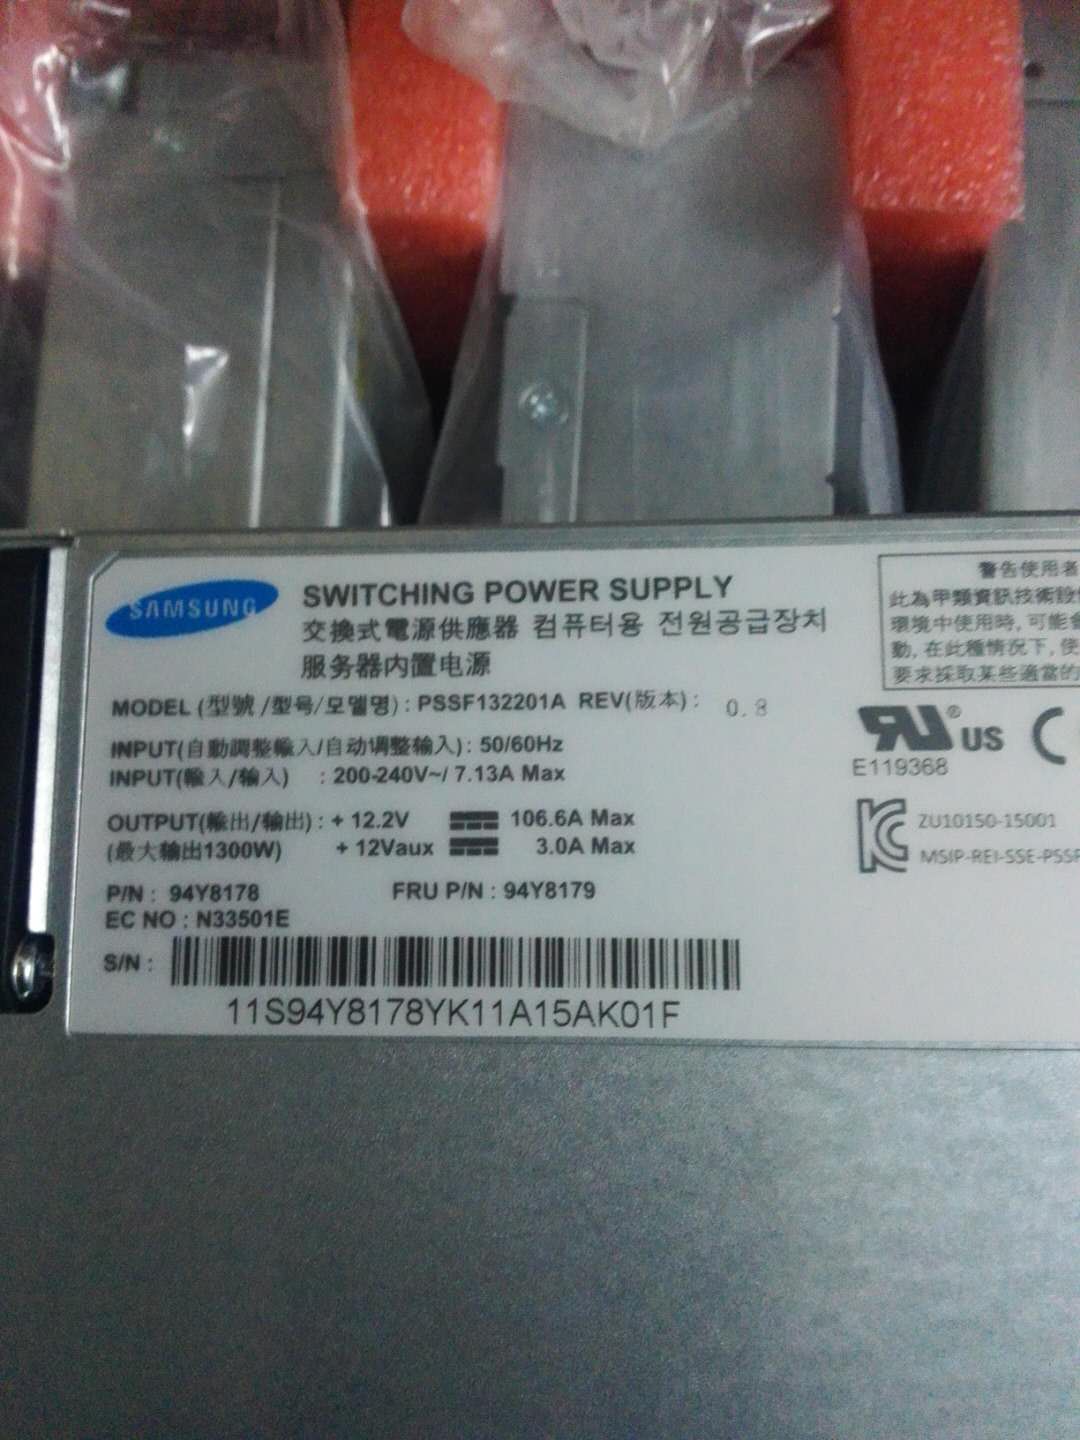 SAMSUNG
SWITCHING POWER SUPPLY
交換式電源供應器 컴퓨터용 전원공급장치
服务器内置电源
MODEL (型號/型号/모델명) : PSSF132201A REV(版本) : 0.8
INPUT(自動調整輸入/自动调整输入) : 50/60Hz
INPUT(輸入/输入) : 200-240V~/ 7.13A Max
OUTPUT(輸出/输出) : + 12.2V 106.6A Max
(最大輸出1300W) + 12Vaux 3.0A Max
P/N : 94Y8178 FRU P/N : 94Y8179
EC NO : N33501E
S/N :
11S94Y8178YK11A15AK01F
警告使用者
此為甲類資訊技術設
環境中使用時, 可能
動, 在此種情況下, 使
要求採取某些適當的
RU ® US
E119368
ZU10150-15001
MSIP-REI-SSE-PSSF